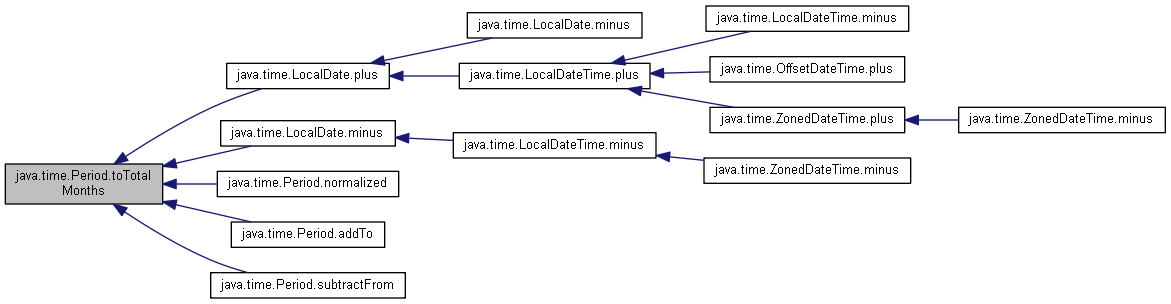 java.time.LocalDate.minus
java.time.LocalDateTime.minus
java.time.LocalDate.plus
java.time.LocalDateTime.plus
java.time.OffsetDateTime.plus
java.time.ZonedDateTime.plus
java.time.ZonedDateTime.minus
java.time.LocalDate.minus
java.time.LocalDateTime.minus
java.time.ZonedDateTime.minus
java.time.Period.toTotal
Months
java.time.Period.normalized
java.time.Period.addTo
java.time.Period.subtractFrom